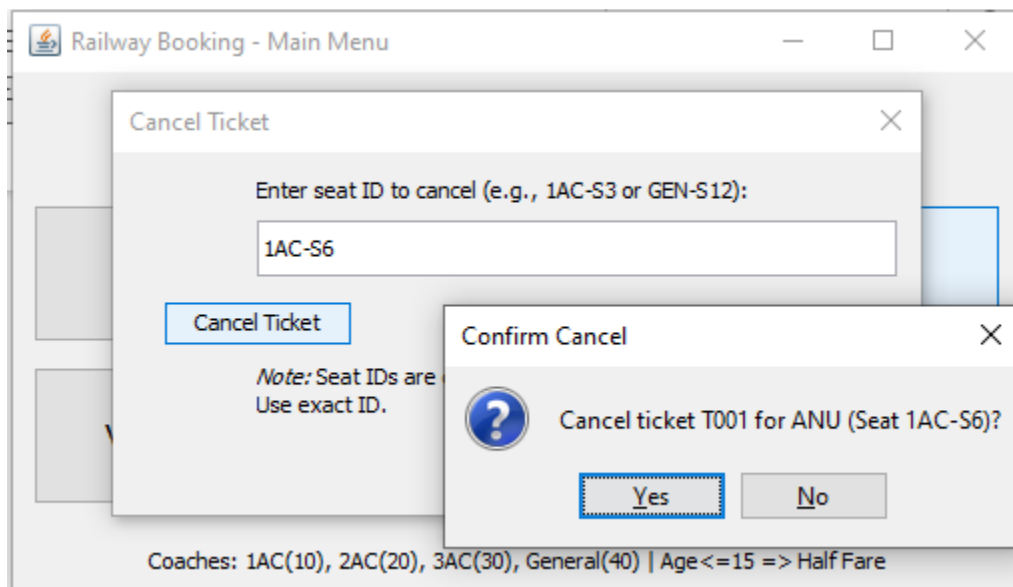 Railway Booking - Main Menu
Cancel Ticket
Enter seat ID to cancel (e.g., 1AC-S3 or GEN-S12):
1AC-S6
Cancel Ticket
Note: Seat IDs are
Use exact ID.
Confirm Cancel
Cancel ticket T001 for ANU (Seat 1AC-S6)?
Yes
No
Coaches: 1AC(10), 2AC(20), 3AC(30), General(40) | Age<=15 => Half Fare